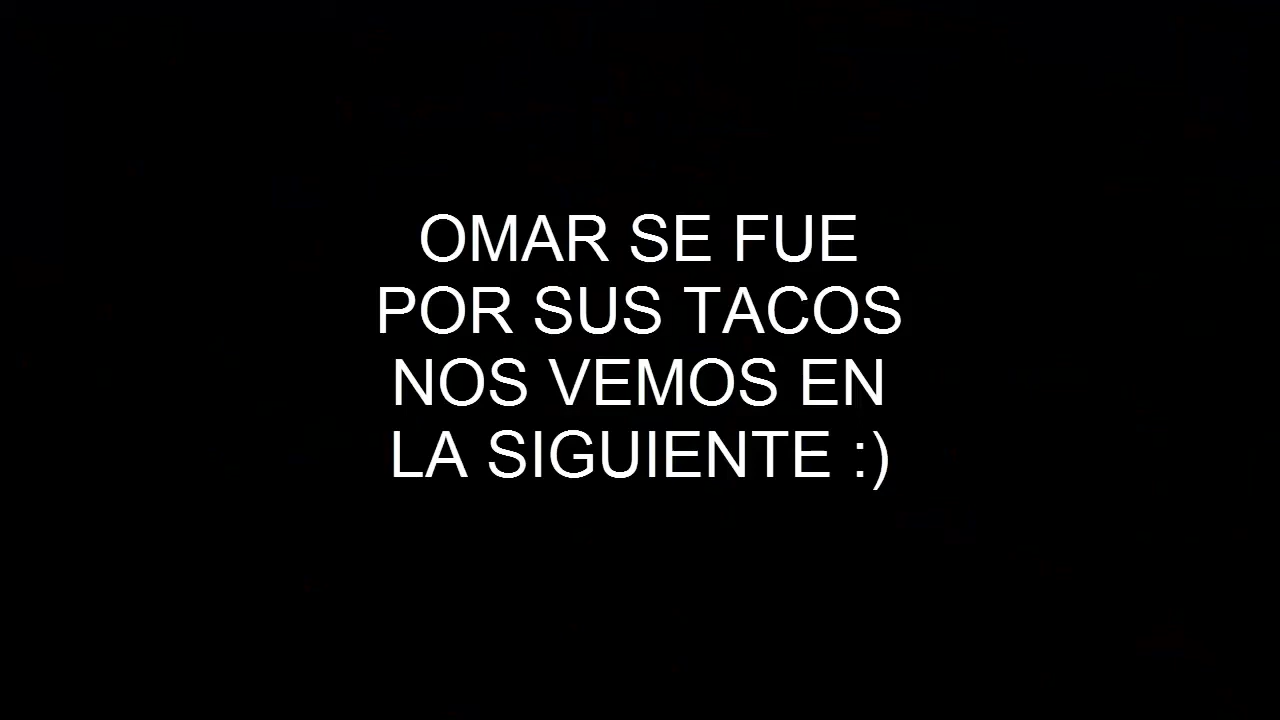 OMAR SE FUE
POR SUS TACOS
NOS VEMOS EN
LA SIGUIENTE :)